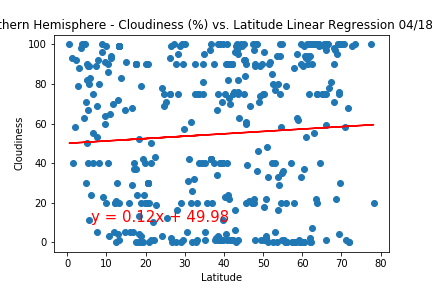 thern Hemisphere - Cloudiness (%) vs. Latitude Linear Regression 04/18
100
80
60
40
20
0
Cloudiness
y = 0.12x + 49.98
0 10 20 30 40 50 60 70 80
Latitude